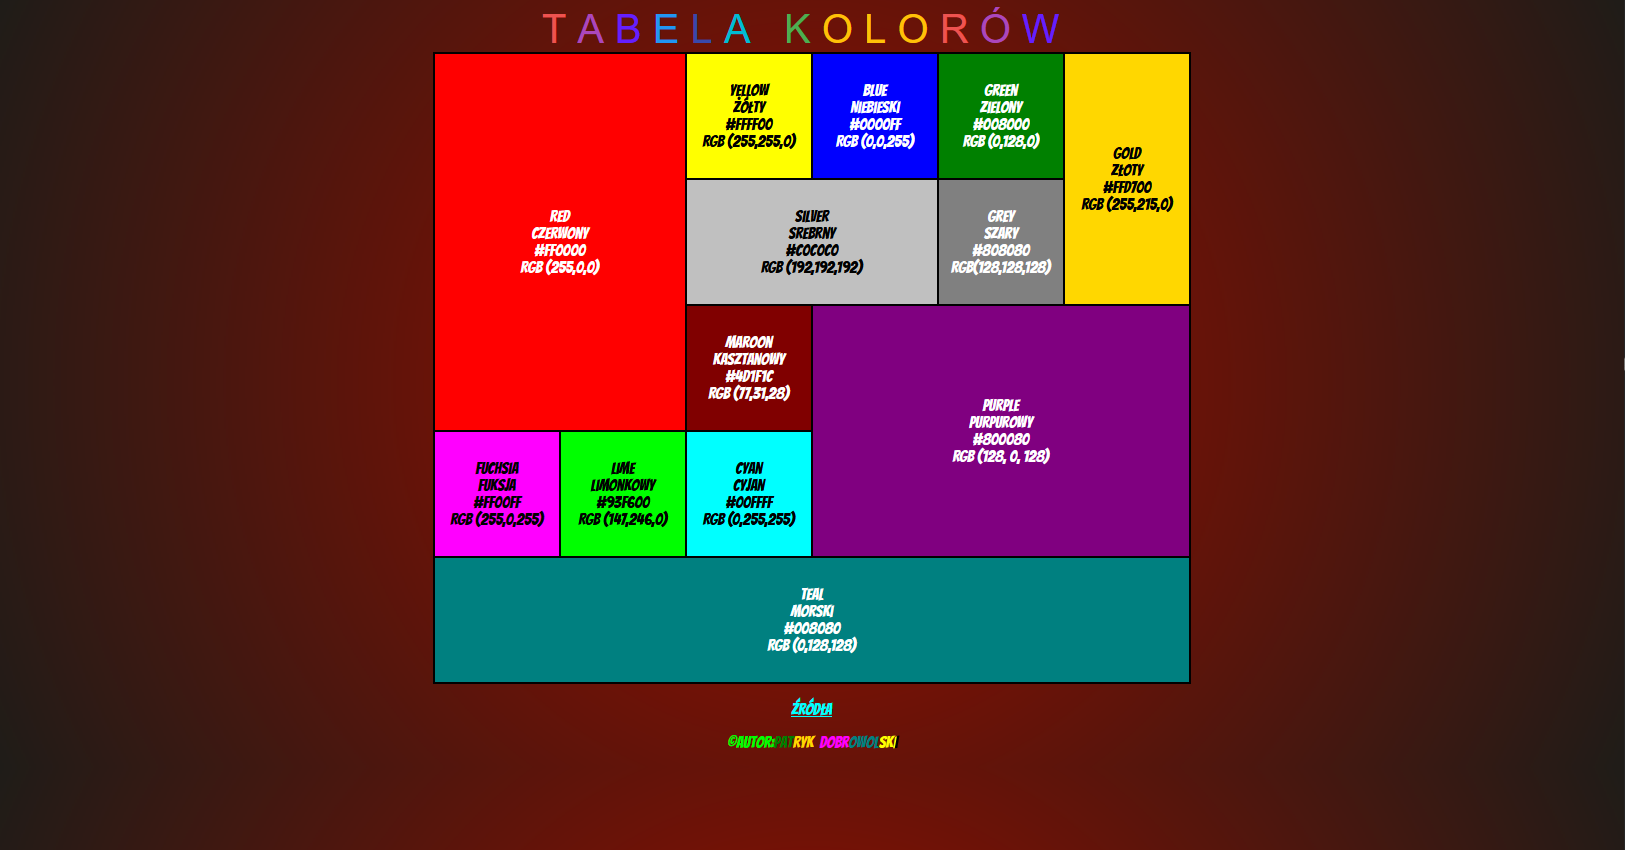 TABELA KOLORÓW
RED
CZERWONY
#FF0000
RGB (255,0,0)
YELLOW
ŻÓŁTY
#FFFF00
RGB (255,255,0)
BLUE
NIEBIESKI
#0000FF
RGB (0,0,255)
GREEN
ZIELONY
#008000
RGB (0,128,0)
GOLD
ZŁOTY
#FFD700
RGB (255,215,0)
SILVER
SREBRNY
#C0C0C0
RGB (192,192,192)
GREY
SZARY
#808080
RGB(128,128,128)
MAROON
KASZTANOWY
#4D1F1C
RGB (77,31,28)
PURPLE
PURPUROWY
#800080
RGB (128, 0, 128)
FUCHSIA
FUKSJA
#FF00FF
RGB (255,0,255)
LIME
LIMONKOWY
#93F600
RGB (147,246,0)
CYAN
CYJAN
#00FFFF
RGB (0,255,255)
TEAL
MORSKI
#008080
RGB (0,128,128)
ŹRÓDŁA
©AUTOR:PATRYK DOBROWOLSKI